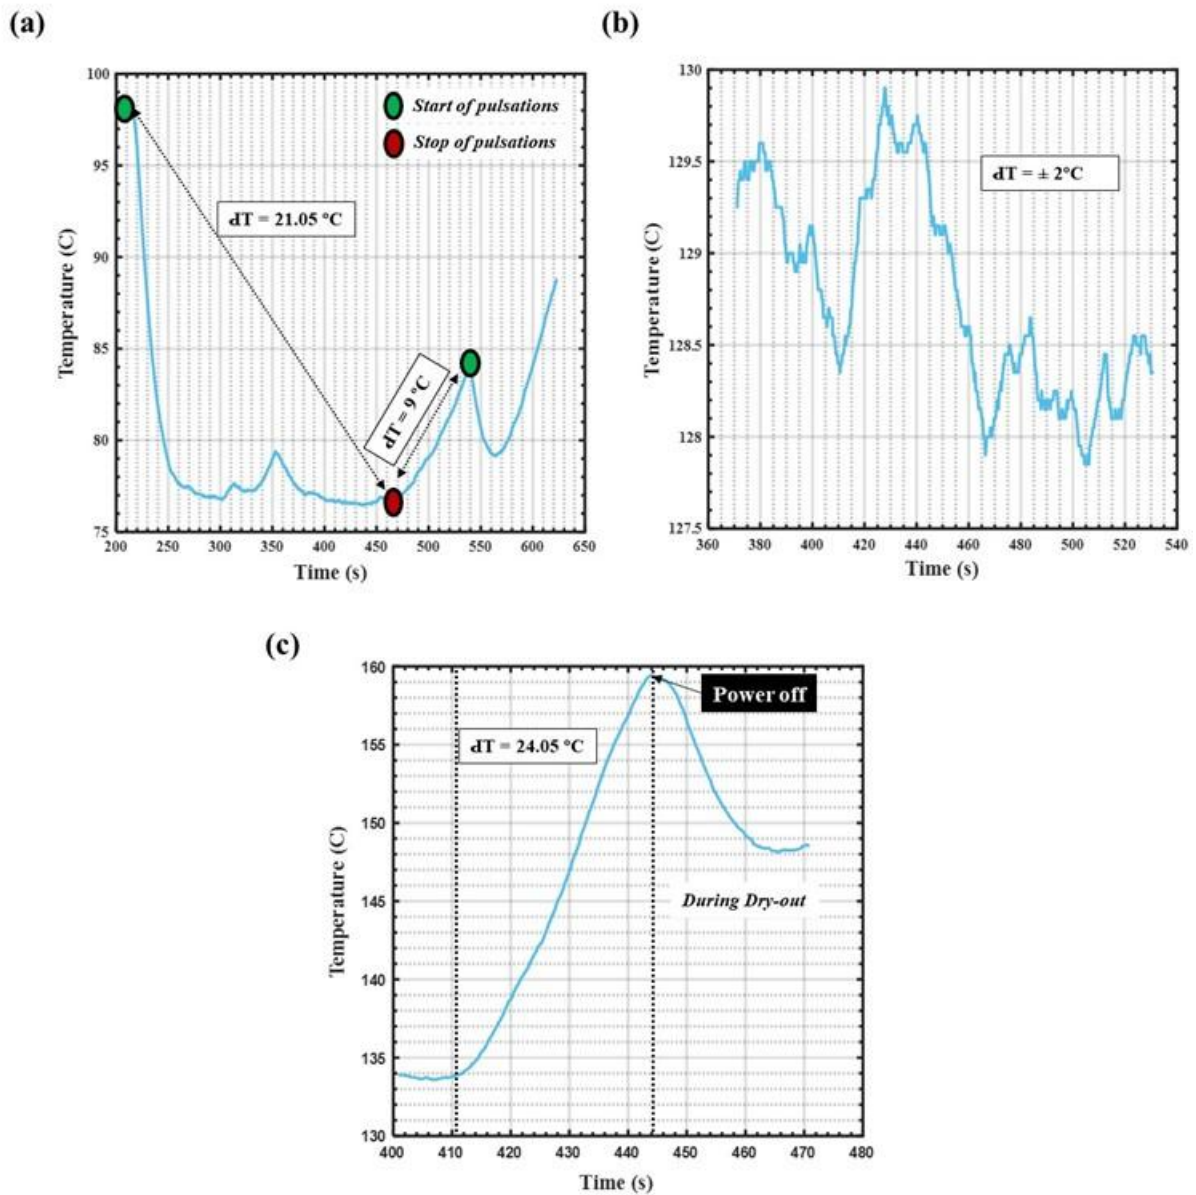 (a)
100
95
90
85
80
75
200 250 300 350 400 450 500 550 600 650
Temperature (C)
Time (s)
Start of pulsations
Stop of pulsations
dT = 21.05 °C
dT = 9 °C
(b)
130
129.5
129
128.5
128
127.5
360 380 400 420 440 460 480 500 520 540
Temperature (C)
Time (s)
dT = ± 2°C
(c)
160
155
150
145
140
135
130
400 410 420 430 440 450 460 470 480
Temperature (C)
Time (s)
Power off
dT = 24.05 °C
During Dry-out